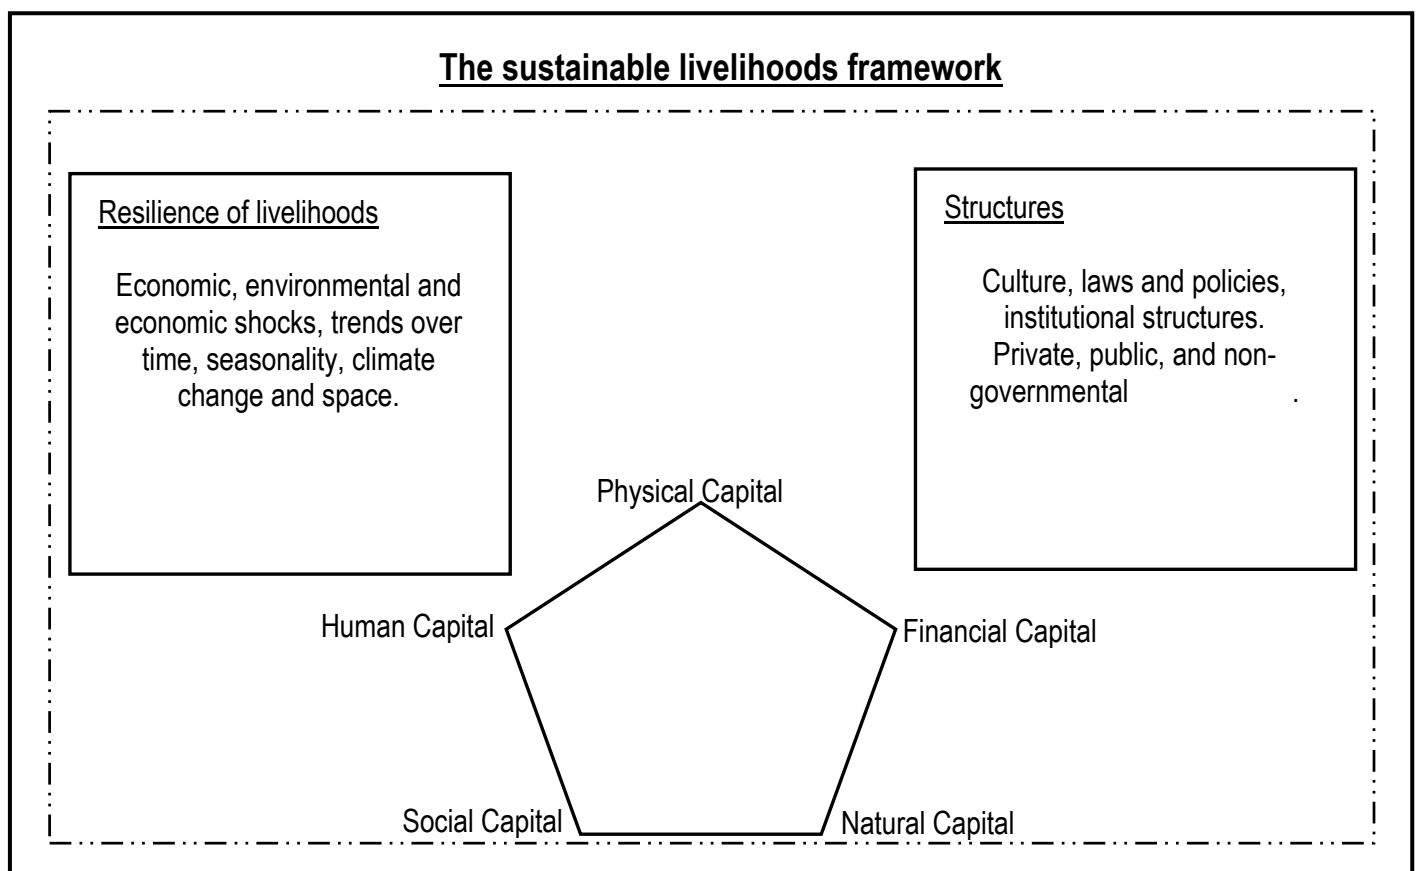 The sustainable livelihoods framework
Resilience of livelihoods
Economic, environmental and
economic shocks, trends over
time, seasonality, climate
change and space.
Structures
Culture, laws and policies,
institutional structures.
Private, public, and non-
governmental .
Physical Capital
Human Capital
Financial Capital
Social Capital
Natural Capital